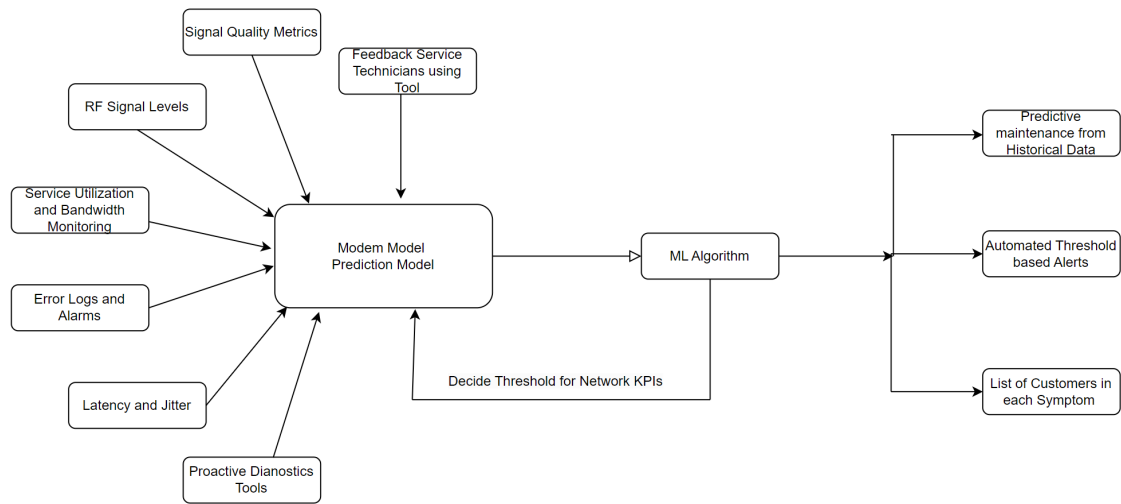 Signal Quality Metrics
Feedback Service
Technicians using
Tool
RF Signal Levels
Service Utilization
and Bandwidth
Monitoring
Error Logs and
Alarms
Latency and Jitter
Proactive Dianostics
Tools
Modem Model
Prediction Model
ML Algorithm
Decide Threshold for Network KPIs
Predictive
maintenance from
Historical Data
Automated Threshold
based Alerts
List of Customers in
each Symptom